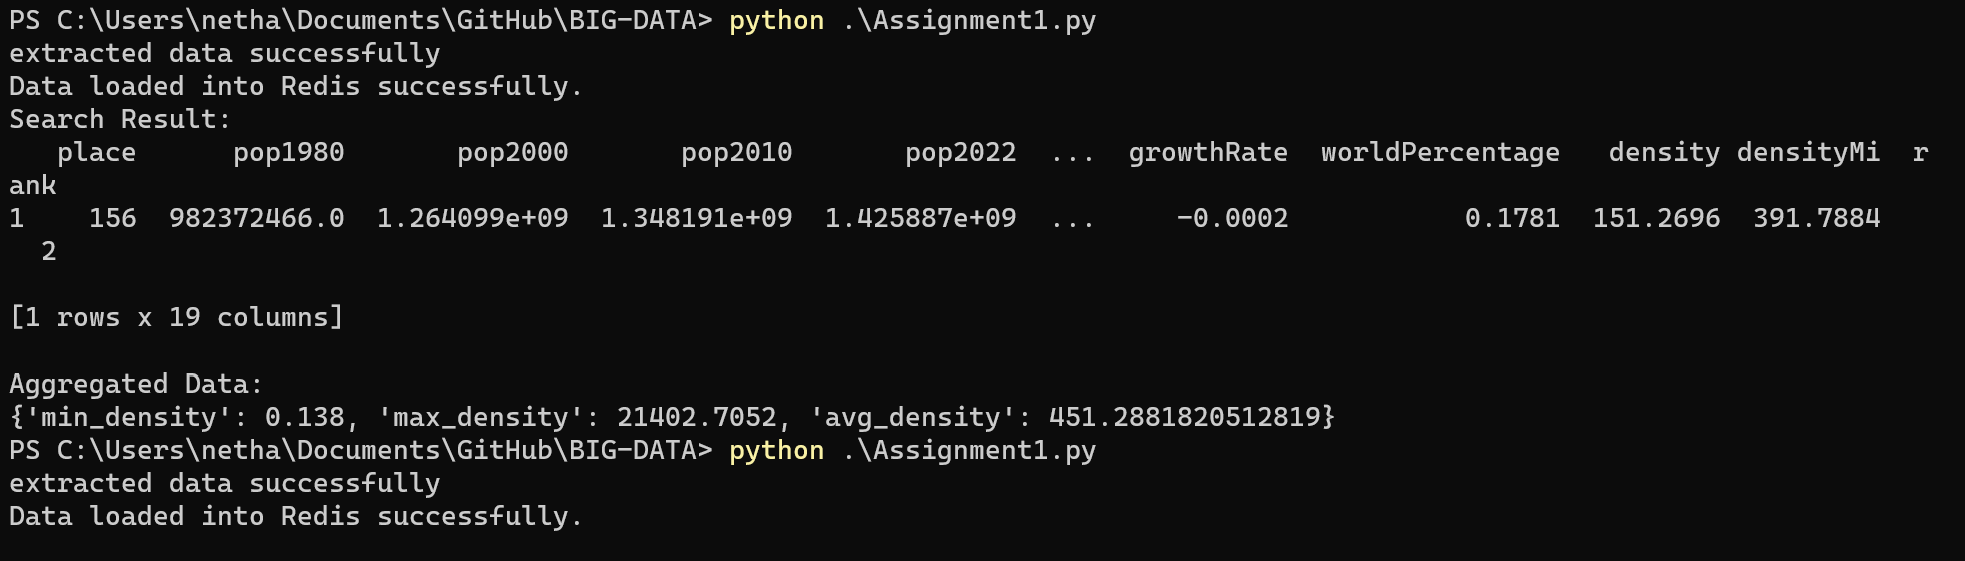 PS C:\Users\netha\Documents\GitHub\BIG-DATA> python .\Assignment1.py
extracted data successfully
Data loaded into Redis successfully.
Search Result:
   place      pop1980       pop2000       pop2010       pop2022  ...  growthRate  worldPercentage   density densityMi  r
ank
1    156  982372466.0  1.264099e+09  1.348191e+09  1.425887e+09  ...     -0.0002           0.1781  151.2696  391.7884
  2

[1 rows x 19 columns]

Aggregated Data:
{'min_density': 0.138, 'max_density': 21402.7052, 'avg_density': 451.2881820512819}
PS C:\Users\netha\Documents\GitHub\BIG-DATA> python .\Assignment1.py
extracted data successfully
Data loaded into Redis successfully.